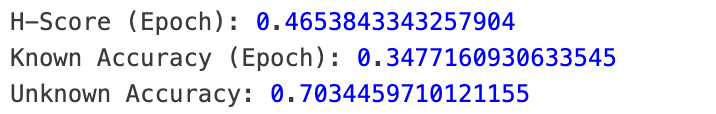 H-Score (Epoch): 0.4653843343257904
Known Accuracy (Epoch): 0.3477160930633545
Unknown Accuracy: 0.7034459710121155